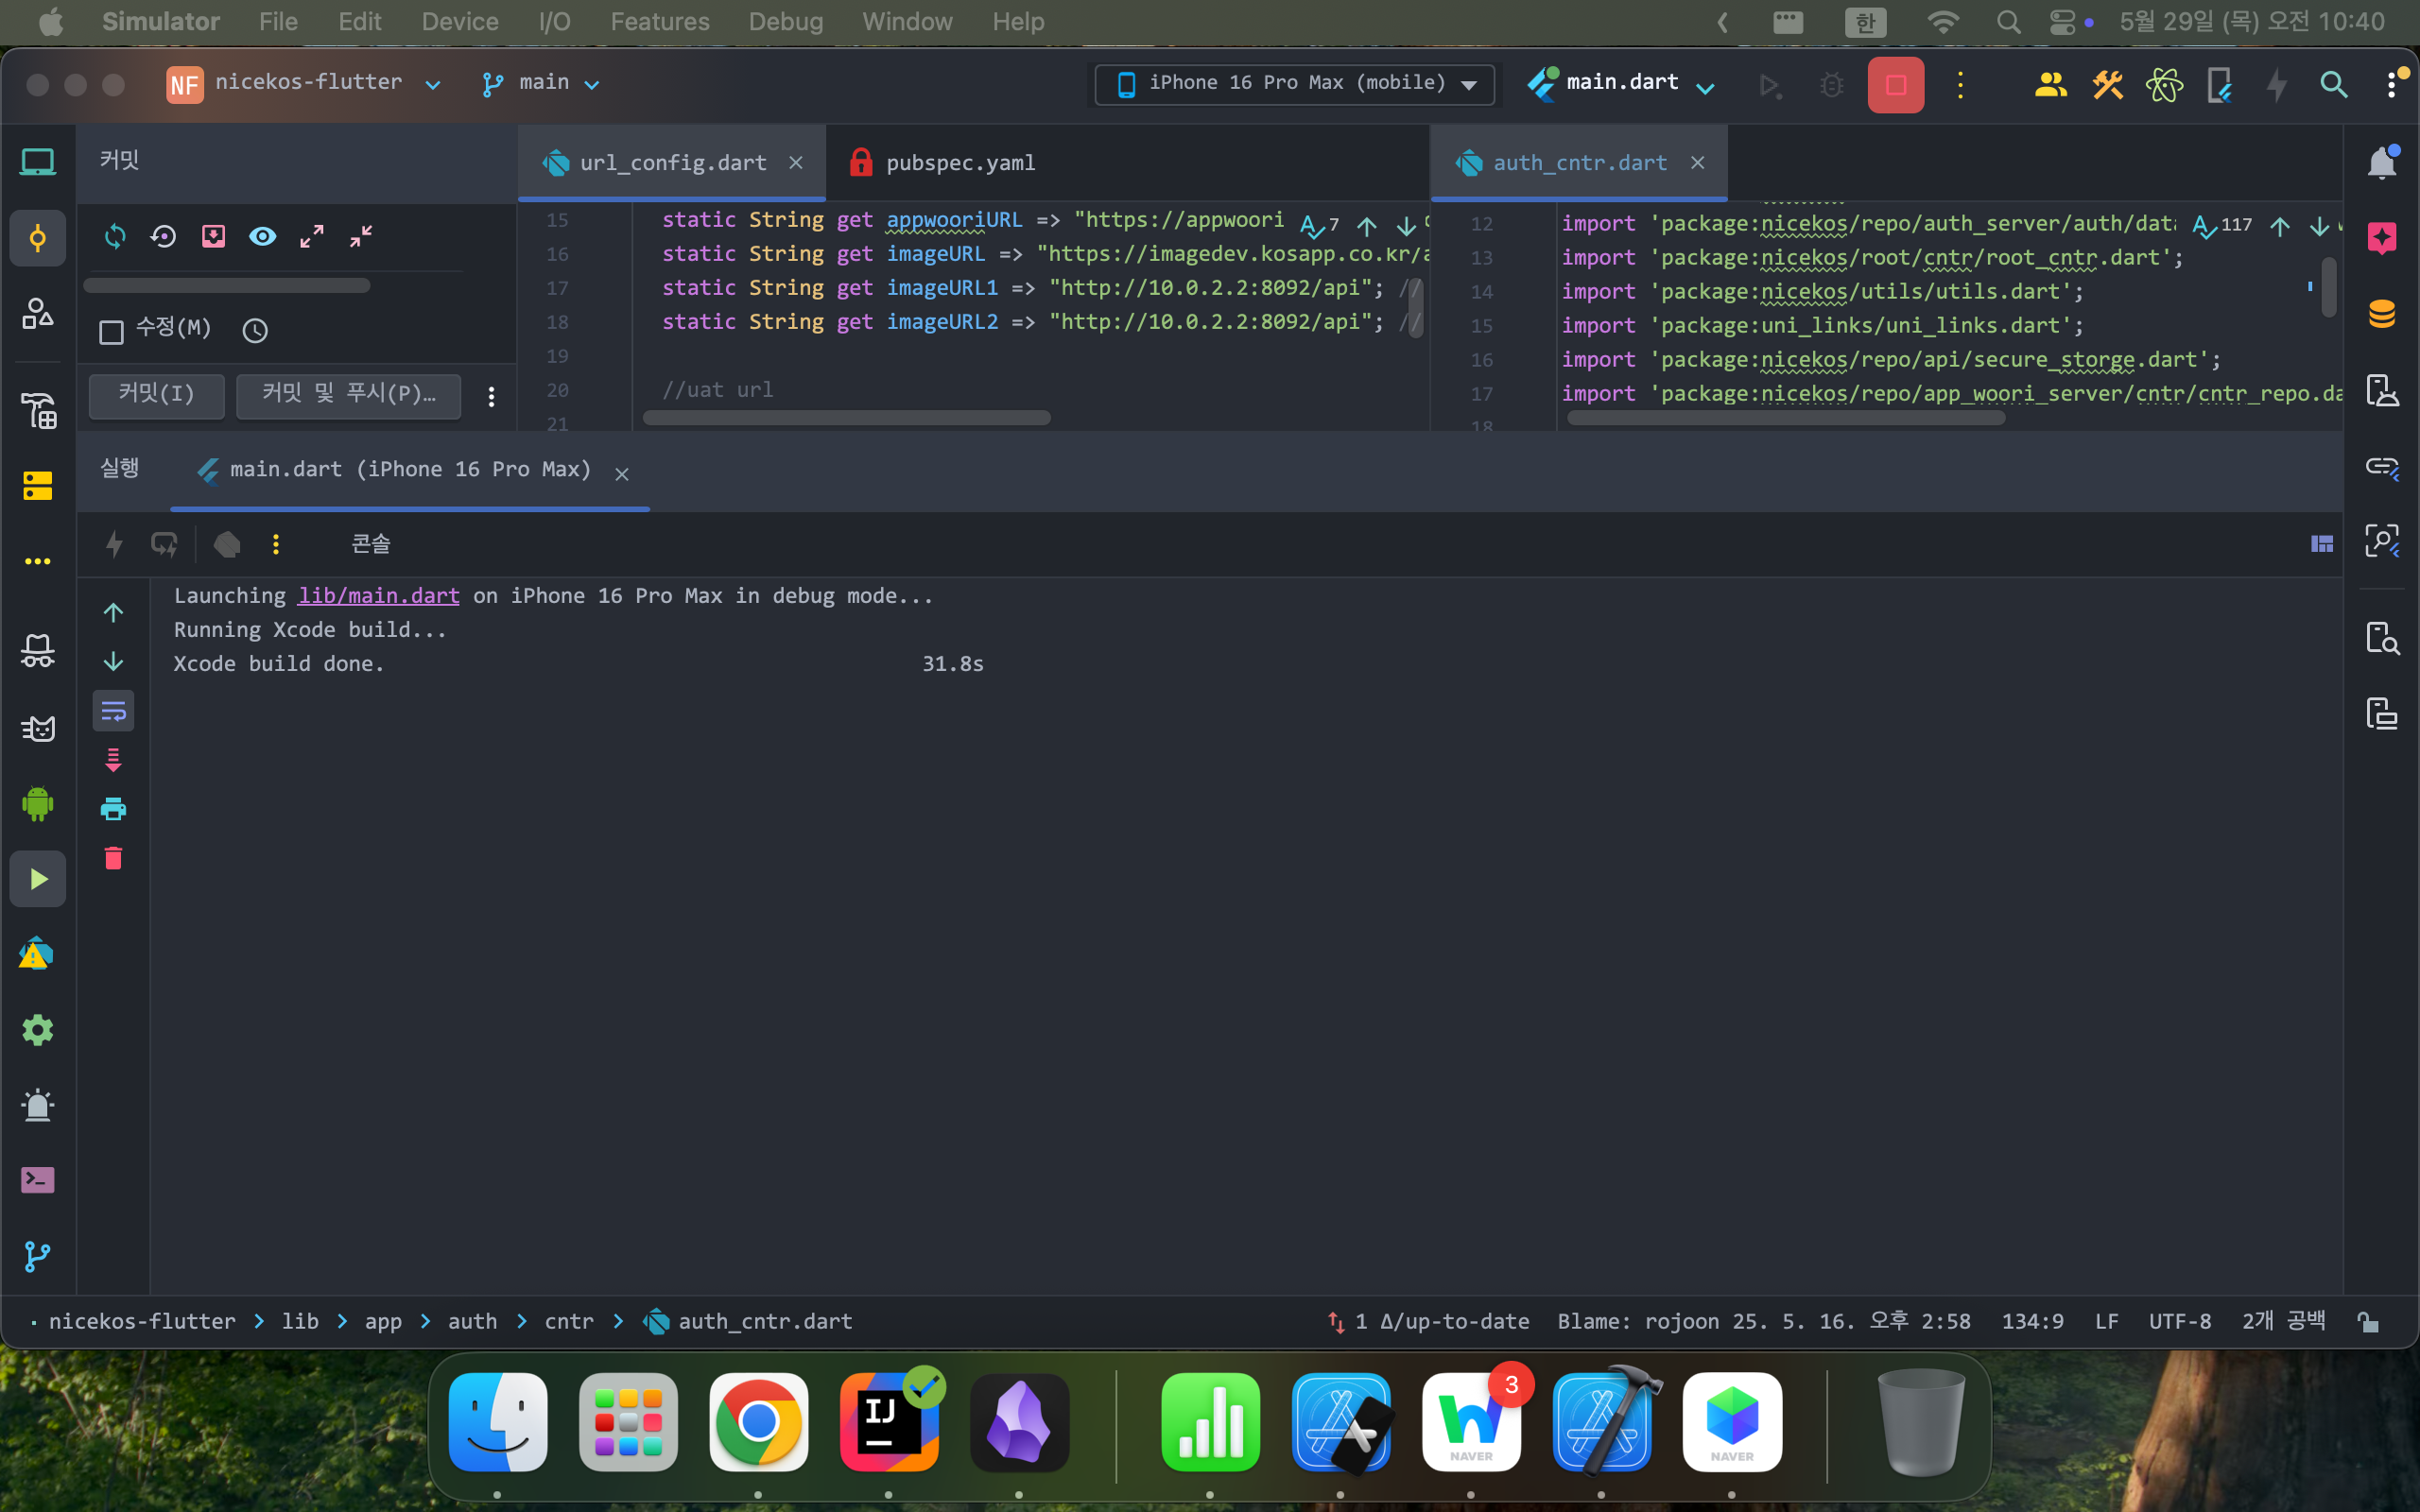 Simulator File Edit Device I/O Features Debug Window Help 한 5월 29일 (목) 오전 10:40
NF nicekos-flutter main iPhone 16 Pro Max (mobile) main.dart
커밋
수정(M)
커밋(I) 커밋 및 푸시(P)...
url_config.dart pubspec.yaml
15 static String get appwooriURL => "https://appwoori 7
16 static String get imageURL => "https://imagedev.kosapp.co.kr/a
17 static String get imageURL1 => "http://10.0.2.2:8092/api"; //
18 static String get imageURL2 => "http://10.0.2.2:8092/api"; //
19
20 //uat url
21
auth_cntr.dart
12 import 'package:nicekos/repo/auth_server/auth/data 117
13 import 'package:nicekos/root/cntr/root_cntr.dart';
14 import 'package:nicekos/utils/utils.dart';
15 import 'package:uni_links/uni_links.dart';
16 import 'package:nicekos/repo/api/secure_storge.dart';
17 import 'package:nicekos/repo/app_woori_server/cntr/cntr_repo.da
18
실행 main.dart (iPhone 16 Pro Max)
콘솔
Launching lib/main.dart on iPhone 16 Pro Max in debug mode...
Running Xcode build...
Xcode build done. 31.8s
nicekos-flutter lib app auth cntr auth_cntr.dart 1 ∆/up-to-date Blame: rojoon 25. 5. 16. 오후 2:58 134:9 LF UTF-8 2개 공백
IJ
3
NAVER
NAVER